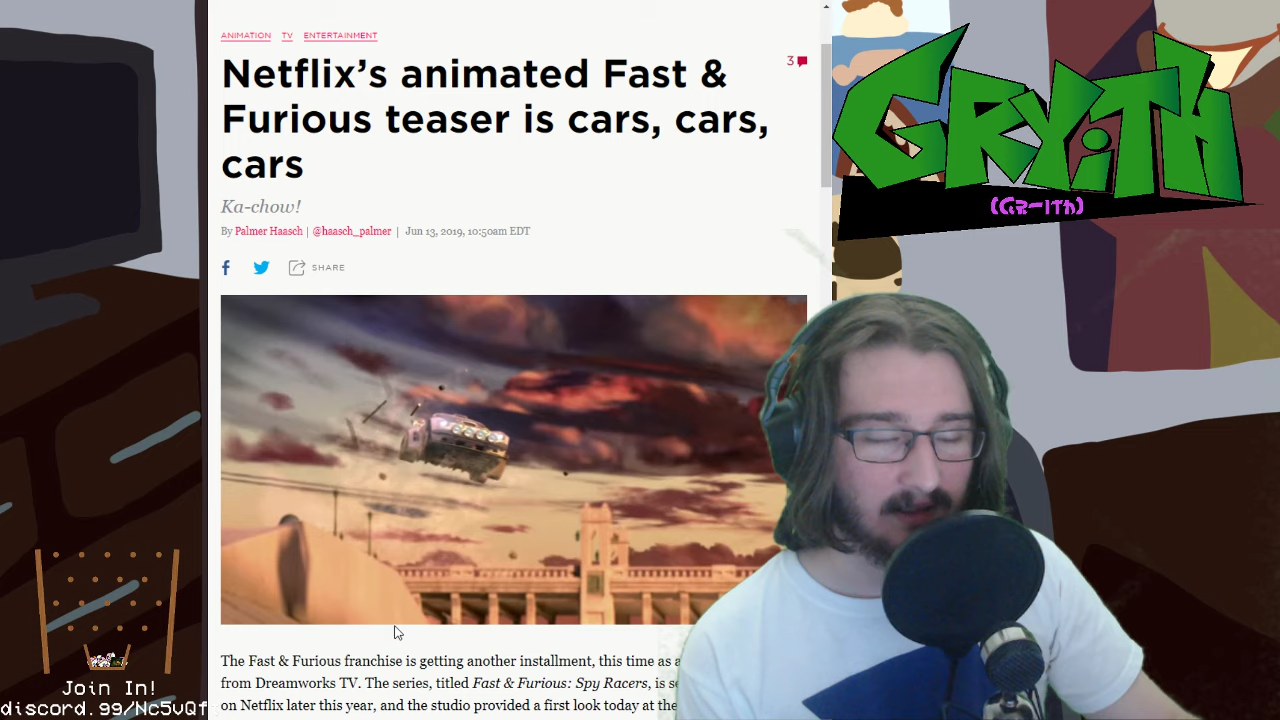 ANIMATION TV ENTERTAINMENT
Netflix's animated Fast &
Furious teaser is cars, cars,
cars
3
Ka-chow!
By Palmer Haasch | @haasch_palmer | Jun 13, 2019, 10:50am EDT
SHARE
The Fast & Furious franchise is getting another installment, this time as a
from Dreamworks TV. The series, titled Fast & Furious: Spy Racers, is se
on Netflix later this year, and the studio provided a first look today at the
GRYiTH
(GR-ith)
Join In!
discord.gg/Nc5vQf